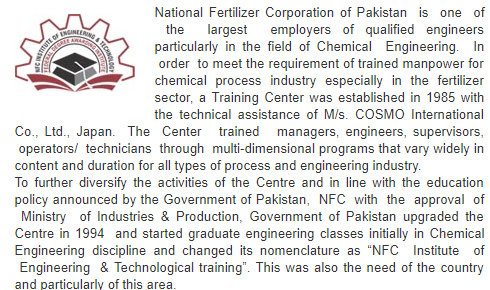 NFC INSTITUTE OF ENGINEERING & TECHNOLOGY
FEDERAL DEGREE AWARDING INSTITUTE
National Fertilizer Corporation of Pakistan is one of
the largest employers of qualified engineers
particularly in the field of Chemical Engineering. In
order to meet the requirement of trained manpower for
chemical process industry especially in the fertilizer
sector, a Training Center was established in 1985 with
the technical assistance of M/s. COSMO International
Co., Ltd., Japan. The Center trained managers, engineers, supervisors,
operators/ technicians through multi-dimensional programs that vary widely in
content and duration for all types of process and engineering industry.
To further diversify the activities of the Centre and in line with the education
policy announced by the Government of Pakistan, NFC with the approval of
Ministry of Industries & Production, Government of Pakistan upgraded the
Centre in 1994 and started graduate engineering classes initially in Chemical
Engineering discipline and changed its nomenclature as “NFC Institute of
Engineering & Technological training”. This was also the need of the country
and particularly of this area.